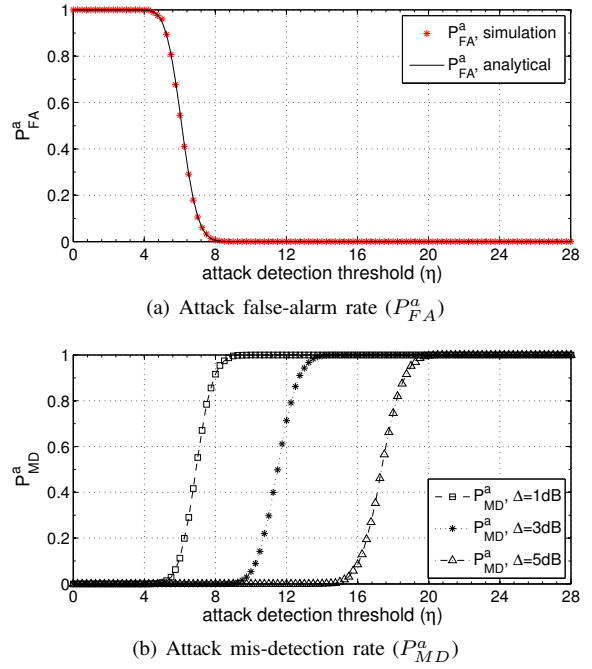 1
0.8
0.6
0.4
0.2
0
P^a_FA
P^a_FA, simulation
P^a_FA, analytical
0 4 8 12 16 20 24 28
attack detection threshold (η)
(a) Attack false-alarm rate (P^a_FA)
1
0.8
0.6
0.4
0.2
0
P^a_MD
P^a_MD, Δ=1dB
P^a_MD, Δ=3dB
P^a_MD, Δ=5dB
0 4 8 12 16 20 24 28
attack detection threshold (η)
(b) Attack mis-detection rate (P^a_MD)